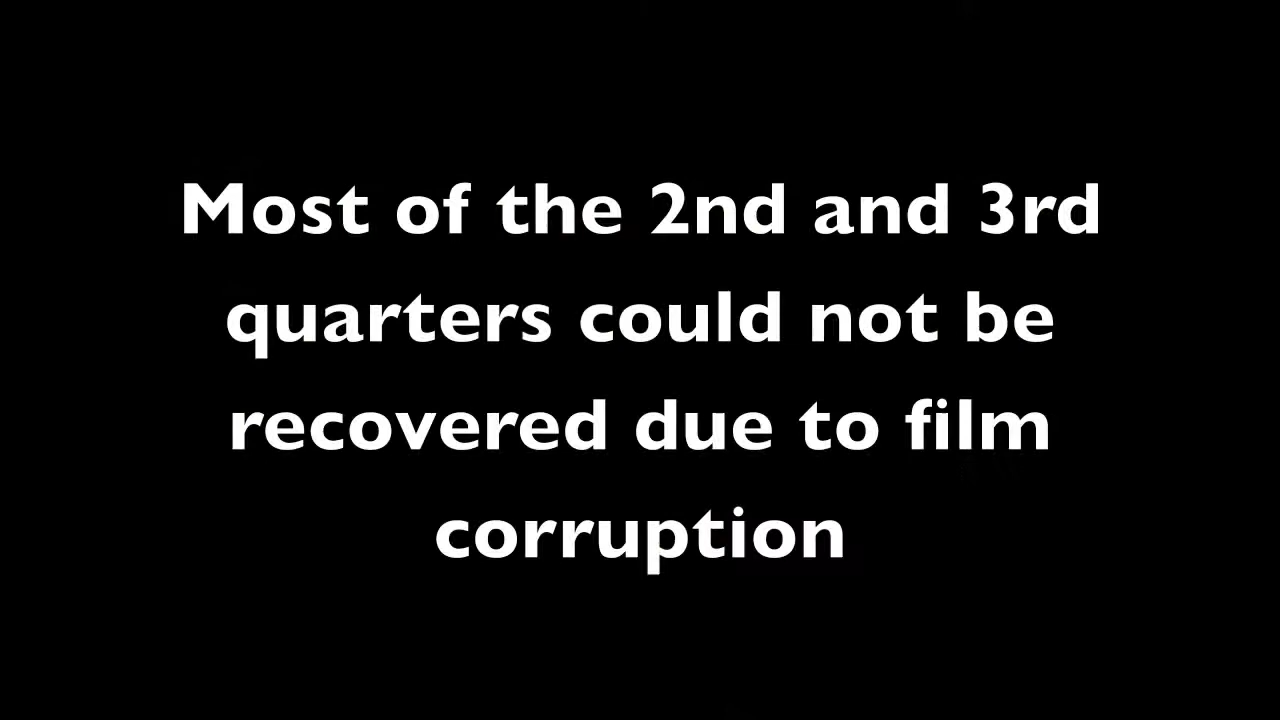 Most of the 2nd and 3rd
quarters could not be
recovered due to film
corruption